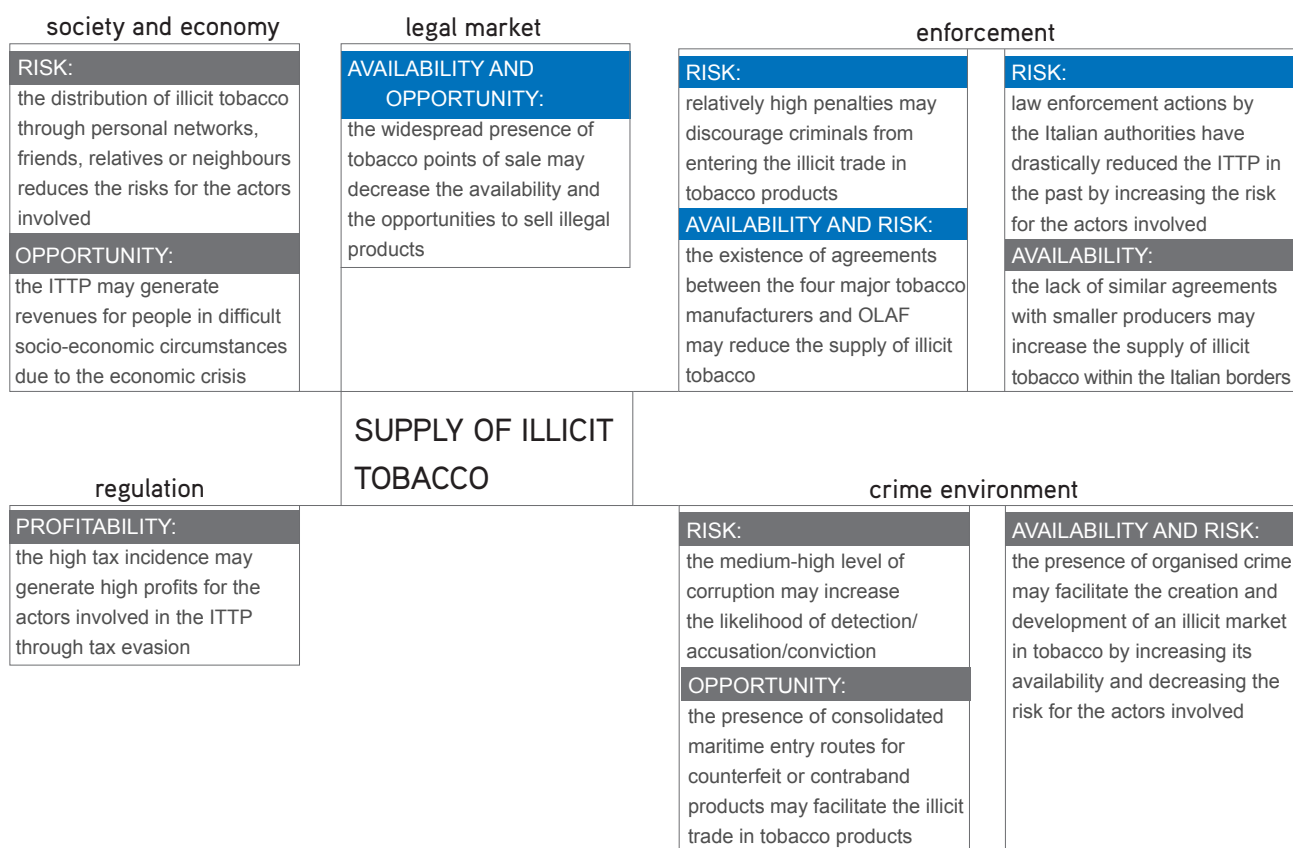 society and economy
RISK:
the distribution of illicit tobacco
through personal networks,
friends, relatives or neighbours
reduces the risks for the actors
involved
OPPORTUNITY:
the ITTP may generate
revenues for people in difficult
socio-economic circumstances
due to the economic crisis
legal market
AVAILABILITY AND
OPPORTUNITY:
the widespread presence of
tobacco points of sale may
decrease the availability and
the opportunities to sell illegal
products
enforcement
RISK:
relatively high penalties may
discourage criminals from
entering the illicit trade in
tobacco products
AVAILABILITY AND RISK:
the existence of agreements
between the four major tobacco
manufacturers and OLAF
may reduce the supply of illicit
tobacco
RISK:
law enforcement actions by
the Italian authorities have
drastically reduced the ITTP in
the past by increasing the risk
for the actors involved
AVAILABILITY:
the lack of similar agreements
with smaller producers may
increase the supply of illicit
tobacco within the Italian borders
SUPPLY OF ILLICIT
TOBACCO
regulation
PROFITABILITY:
the high tax incidence may
generate high profits for the
actors involved in the ITTP
through tax evasion
crime environment
RISK:
the medium-high level of
corruption may increase
the likelihood of detection/
accusation/conviction
OPPORTUNITY:
the presence of consolidated
maritime entry routes for
counterfeit or contraband
products may facilitate the illicit
trade in tobacco products
AVAILABILITY AND RISK:
the presence of organised crime
may facilitate the creation and
development of an illicit market
in tobacco by increasing its
availability and decreasing the
risk for the actors involved